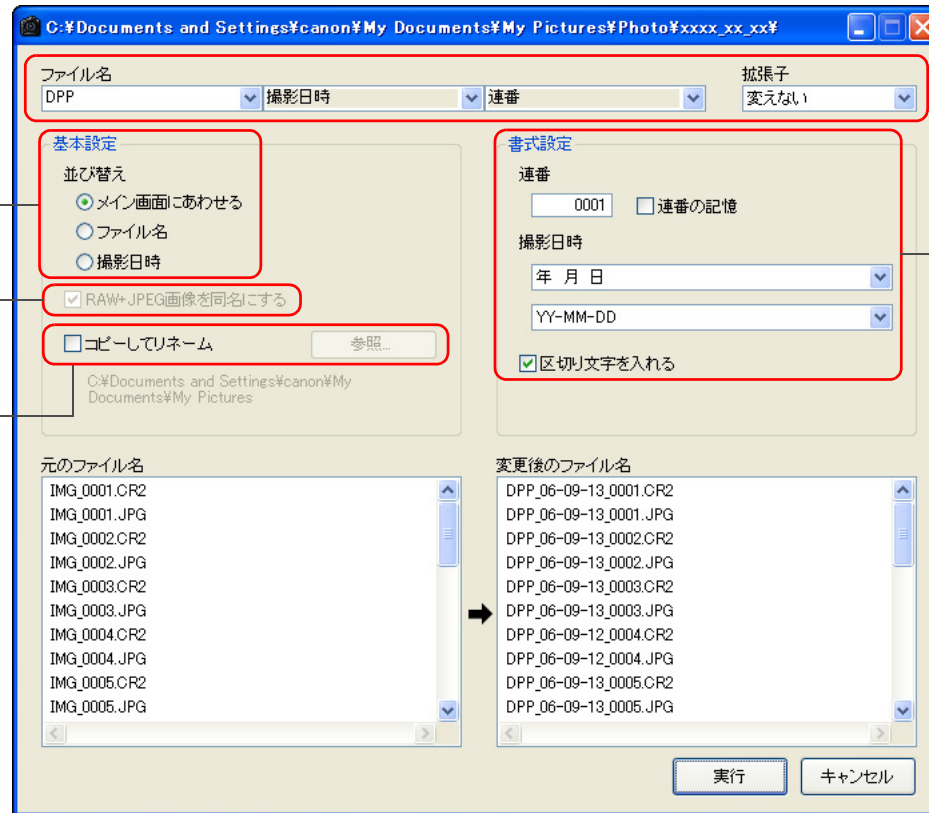 C:¥Documents and Settings¥canon¥My Documents¥My Pictures¥Photo¥xxxx_xx_xx¥
ファイル名
拡張子
DPP
撮影日時
連番
変えない
基本設定
並び替え
メイン画面にあわせる
ファイル名
撮影日時
RAW+JPEG画像を同名にする
コピーしてリネーム
参照...
C:¥Documents and Settings¥canon¥My
Documents¥My Pictures
書式設定
連番
0001
連番の記憶
撮影日時
年 月 日
YY-MM-DD
区切り文字を入れる
元のファイル名
IMG_0001.CR2
IMG_0001.JPG
IMG_0002.CR2
IMG_0002.JPG
IMG_0003.CR2
IMG_0003.JPG
IMG_0004.CR2
IMG_0004.JPG
IMG_0005.CR2
IMG_0005.JPG
変更後のファイル名
DPP_06-09-13_0001.CR2
DPP_06-09-13_0001.JPG
DPP_06-09-13_0002.CR2
DPP_06-09-13_0002.JPG
DPP_06-09-13_0003.CR2
DPP_06-09-13_0003.JPG
DPP_06-09-12_0004.CR2
DPP_06-09-12_0004.JPG
DPP_06-09-13_0005.CR2
DPP_06-09-13_0005.JPG
実行
キャンセル